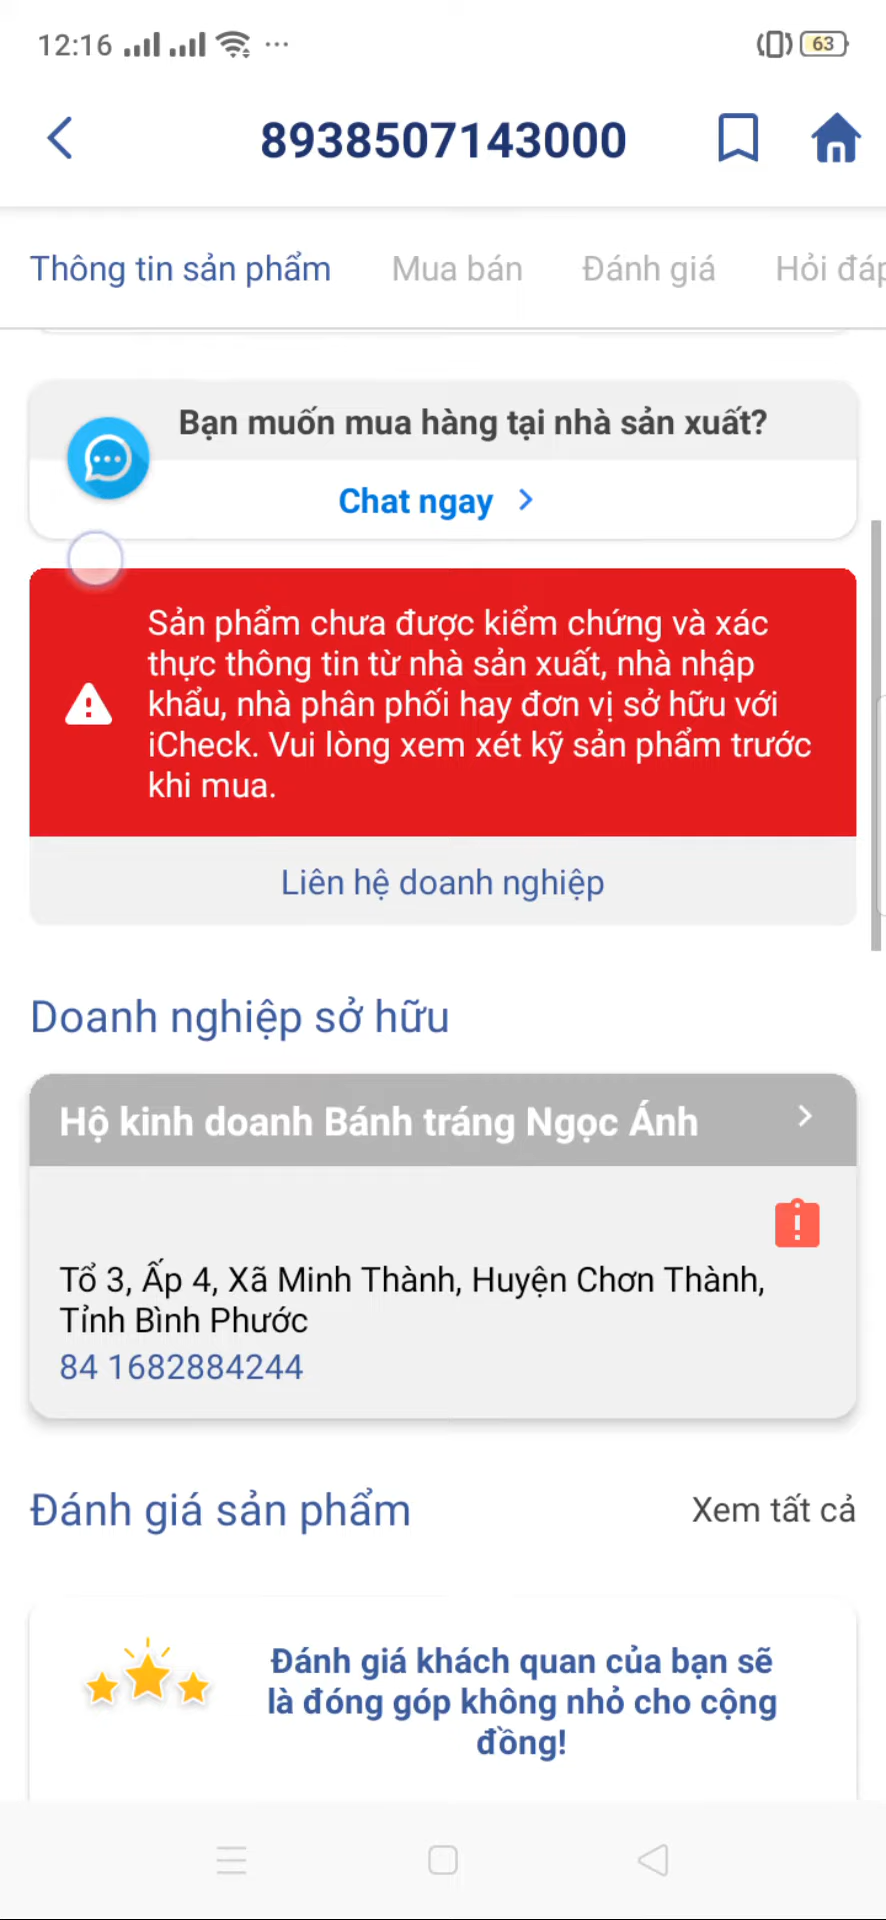 12:16
63
8938507143000
Thông tin sản phẩm
Mua bán
Đánh giá
Hỏi đáp
Bạn muốn mua hàng tại nhà sản xuất?
Chat ngay
Sản phẩm chưa được kiểm chứng và xác
thực thông tin từ nhà sản xuất, nhà nhập
khẩu, nhà phân phối hay đơn vị sở hữu với
iCheck. Vui lòng xem xét kỹ sản phẩm trước
khi mua.
Liên hệ doanh nghiệp
Doanh nghiệp sở hữu
Hộ kinh doanh Bánh tráng Ngọc Ánh
Tổ 3, Ấp 4, Xã Minh Thành, Huyện Chơn Thành,
Tỉnh Bình Phước
84 1682884244
Đánh giá sản phẩm
Xem tất cả
Đánh giá khách quan của bạn sẽ
là đóng góp không nhỏ cho cộng
đồng!